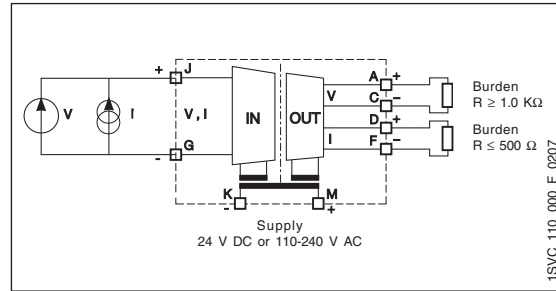 + J A +
V Burden
C − R ≥ 1.0 KΩ
V I V , I IN OUT D + Burden
I R ≤ 500 Ω
- G F −
K M
- +
Supply
24 V DC or 110-240 V AC
1SVC 110 000 F 0207